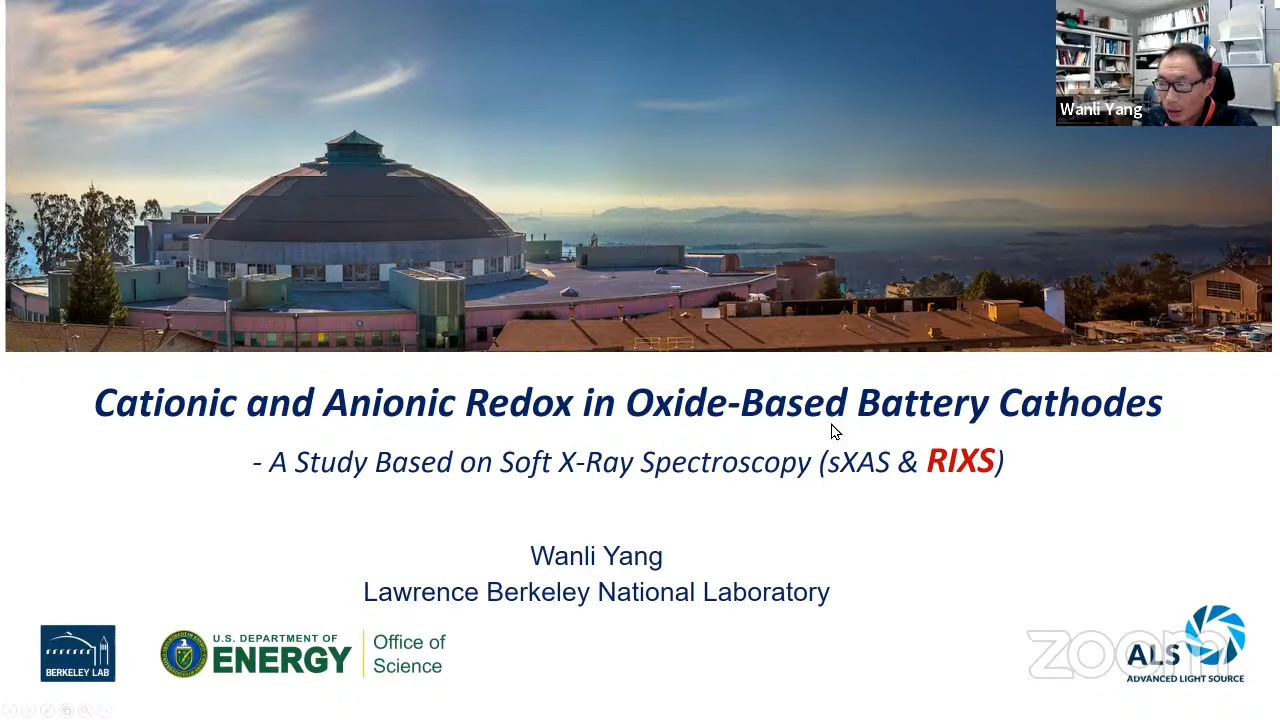 Wanli Yang
Cationic and Anionic Redox in Oxide-Based Battery Cathodes
- A Study Based on Soft X-Ray Spectroscopy (sXAS & RIXS)
Wanli Yang
Lawrence Berkeley National Laboratory
BERKELEY LAB
U.S. DEPARTMENT OF
ENERGY
Office of
Science
zoom
ALS
ADVANCED LIGHT SOURCE